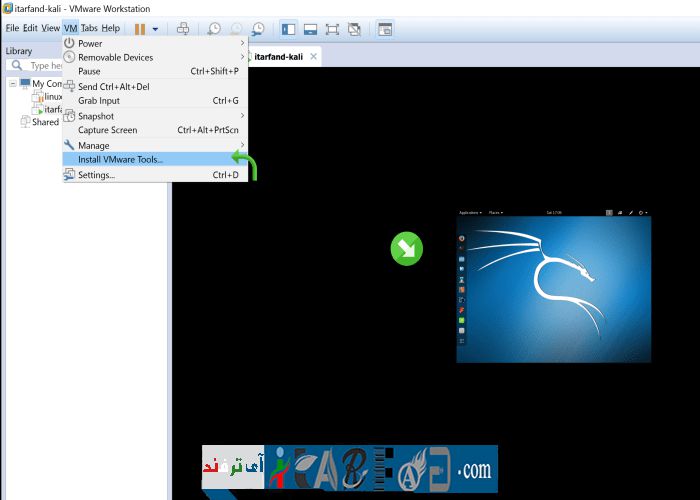 itarfand-kali - VMware Workstation
File Edit View VM Tabs Help
Library
Type her
My Com
linux
itarfa
Shared
Power
Removable Devices
Pause Ctrl+Shift+P
Send Ctrl+Alt+Del
Grab Input Ctrl+G
Snapshot
Capture Screen Ctrl+Alt+PrtScn
Manage
Install VMware Tools...
Settings... Ctrl+D
itarfand-kali
Applications Places
آی ترفند
.com